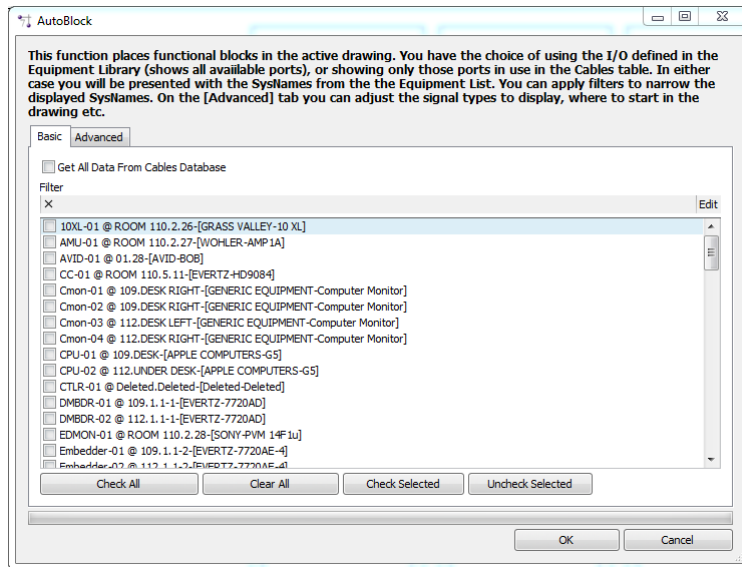 AutoBlock
This function places functional blocks in the active drawing. You have the choice of using the I/O defined in the
Equipment Library (shows all avaiilable ports), or showing only those ports in use in the Cables table. In either
case you will be presented with the SysNames from the the Equipment List. You can apply filters to narrow the
displayed SysNames. On the [Advanced] tab you can adjust the signal types to display, where to start in the
drawing etc.
Basic Advanced
Get All Data From Cables Database
Filter
× Edit
10XL-01 @ ROOM 110.2.26-[GRASS VALLEY-10 XL]
AMU-01 @ ROOM 110.2.27-[WOHLER-AMP1A]
AVID-01 @ 01.28-[AVID-BOB]
CC-01 @ ROOM 110.5.11-[EVERTZ-HD9084]
Cmon-01 @ 109.DESK RIGHT-[GENERIC EQUIPMENT-Computer Monitor]
Cmon-02 @ 109.DESK RIGHT-[GENERIC EQUIPMENT-Computer Monitor]
Cmon-03 @ 112.DESK LEFT-[GENERIC EQUIPMENT-Computer Monitor]
Cmon-04 @ 112.DESK RIGHT-[GENERIC EQUIPMENT-Computer Monitor]
CPU-01 @ 109.DESK-[APPLE COMPUTERS-G5]
CPU-02 @ 112.UNDER DESK-[APPLE COMPUTERS-G5]
CTLR-01 @ Deleted.Deleted-[Deleted-Deleted]
DMBDR-01 @ 109.1.1-1-[EVERTZ-7720AD]
DMBDR-02 @ 112.1.1-1-[EVERTZ-7720AD]
EDMON-01 @ ROOM 110.2.28-[SONY-PVM 14F1u]
Embedder-01 @ 109.1.1-2-[EVERTZ-7720AE-4]
Embedder-02 @ 112.1.1-2-[EVERTZ-7720AE-4]
Check All Clear All Check Selected Uncheck Selected
OK Cancel